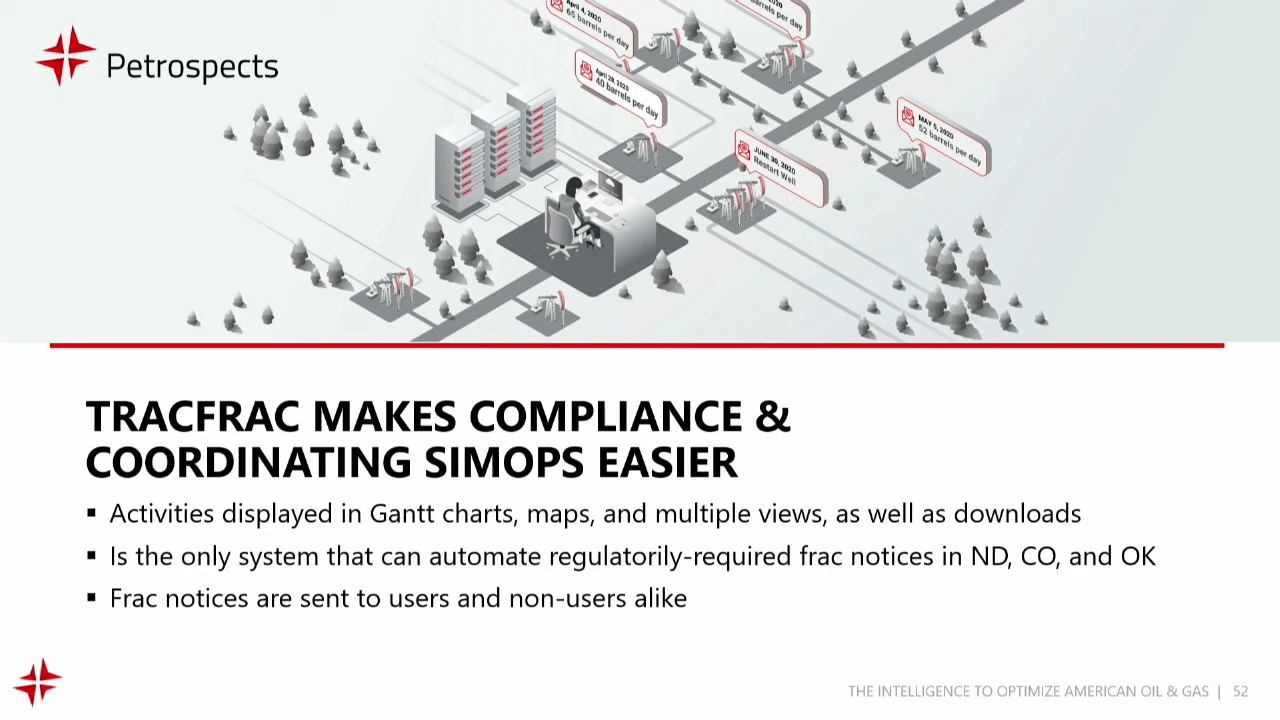 Petrospects
April 4, 2020
65 barrels per day
2020
barrels per day
April 28, 2020
40 barrels per day
MAY 5, 2020
52 barrels per day
JUNE 30, 2020
Restart Well
TRACFRAC MAKES COMPLIANCE &
COORDINATING SIMOPS EASIER
▪ Activities displayed in Gantt charts, maps, and multiple views, as well as downloads
▪ Is the only system that can automate regulatorily-required frac notices in ND, CO, and OK
▪ Frac notices are sent to users and non-users alike
THE INTELLIGENCE TO OPTIMIZE AMERICAN OIL & GAS | 52